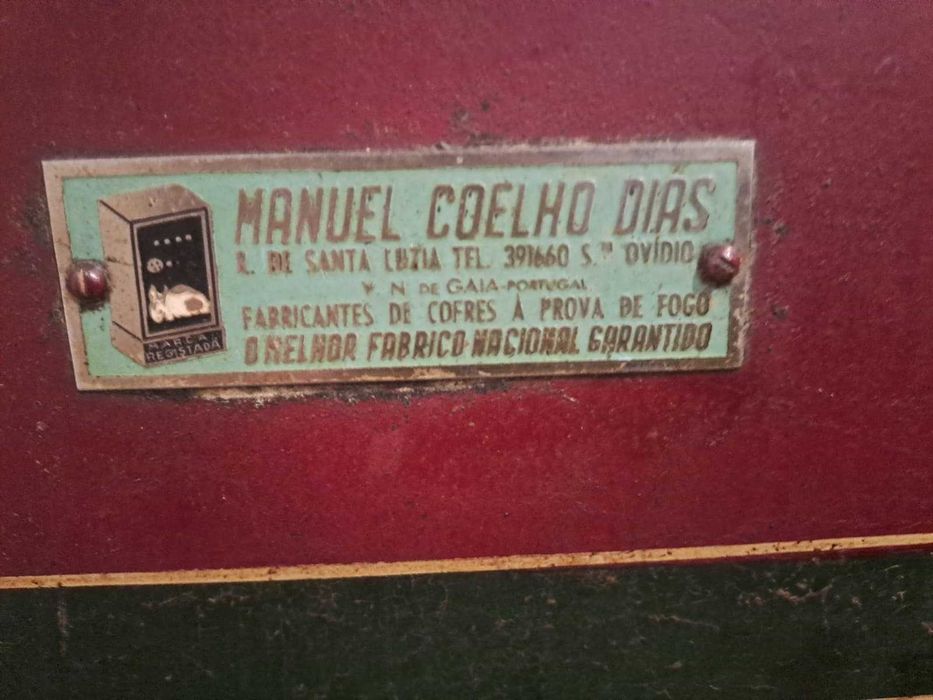 MANUEL COELHO DIAS
R. DE SANTA LUZIA TEL. 391660 S.TO OVÍDIO
V. N DE GAIA-PORTUGAL
FABRICANTES DE COFRES À PROVA DE FOGO
O MELHOR FABRICO NACIONAL GARANTIDO
MARCA
REGISTADA